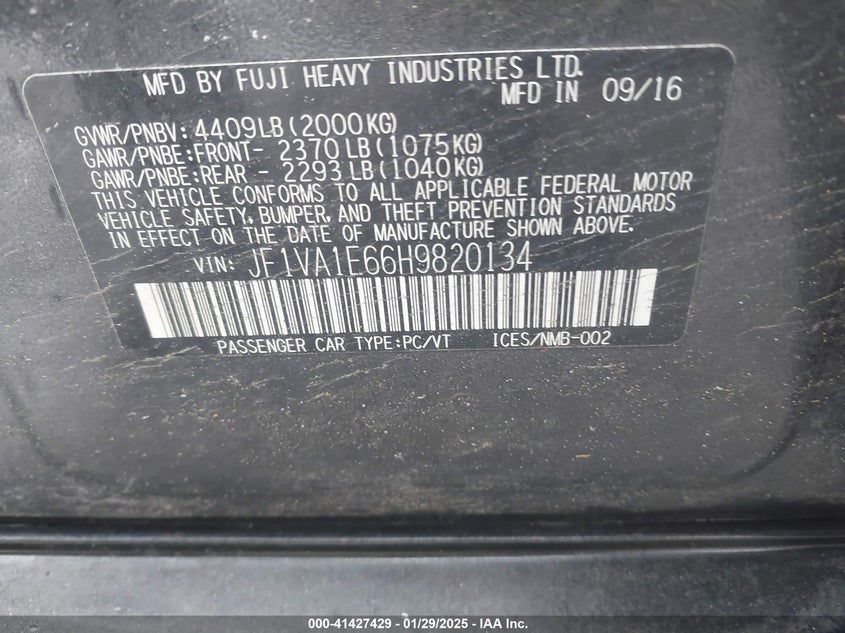 MFD BY FUJI HEAVY INDUSTRIES LTD.
MFD IN 09/16
GVWR/PNBV: 4409LB(2000KG)
GAWR/PNBE:FRONT- 2370LB(1075KG)
GAWR/PNBE:REAR - 2293LB(1040KG)
THIS VEHICLE CONFORMS TO ALL APPLICABLE FEDERAL MOTOR
VEHICLE SAFETY, BUMPER, AND THEFT PREVENTION STANDARDS
IN EFFECT ON THE DATE OF MANUFACTURE SHOWN ABOVE.
VIN: JF1VA1E66H9820134
PASSENGER CAR TYPE:PC/VT ICES/NMB-002
000-41427429 - 01/29/2025 - IAA Inc.